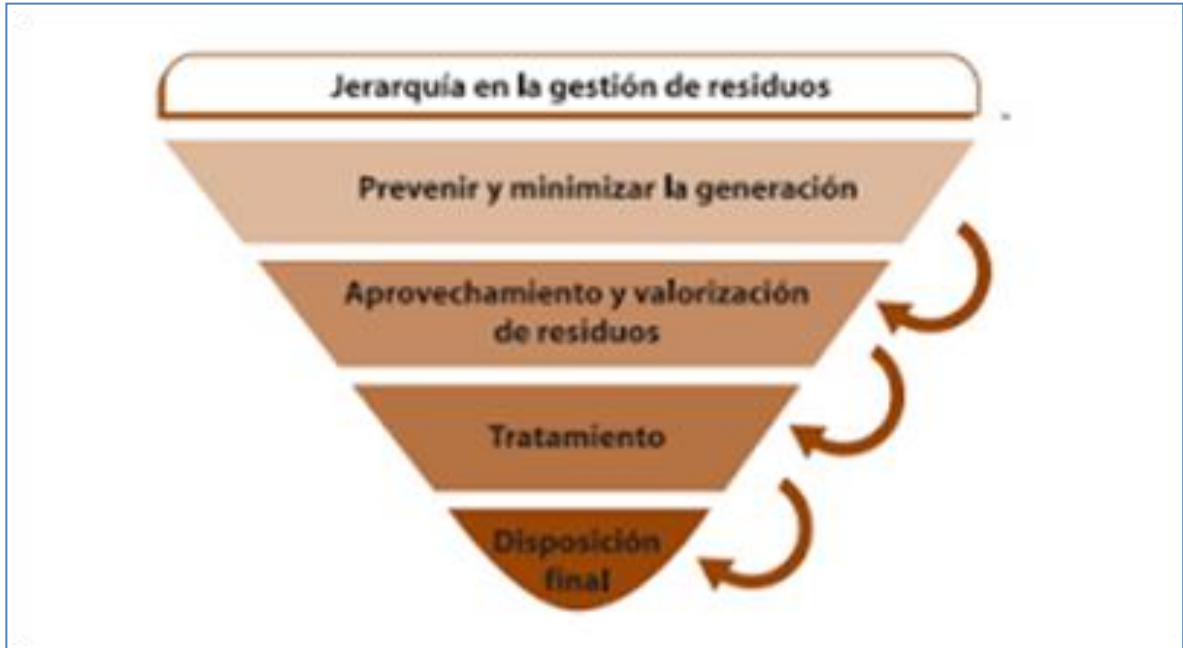 Jerarquía en la gestión de residuos
Prevenir y minimizar la generación
Aprovechamiento y valorización
de residuos
Tratamiento
Disposición
final